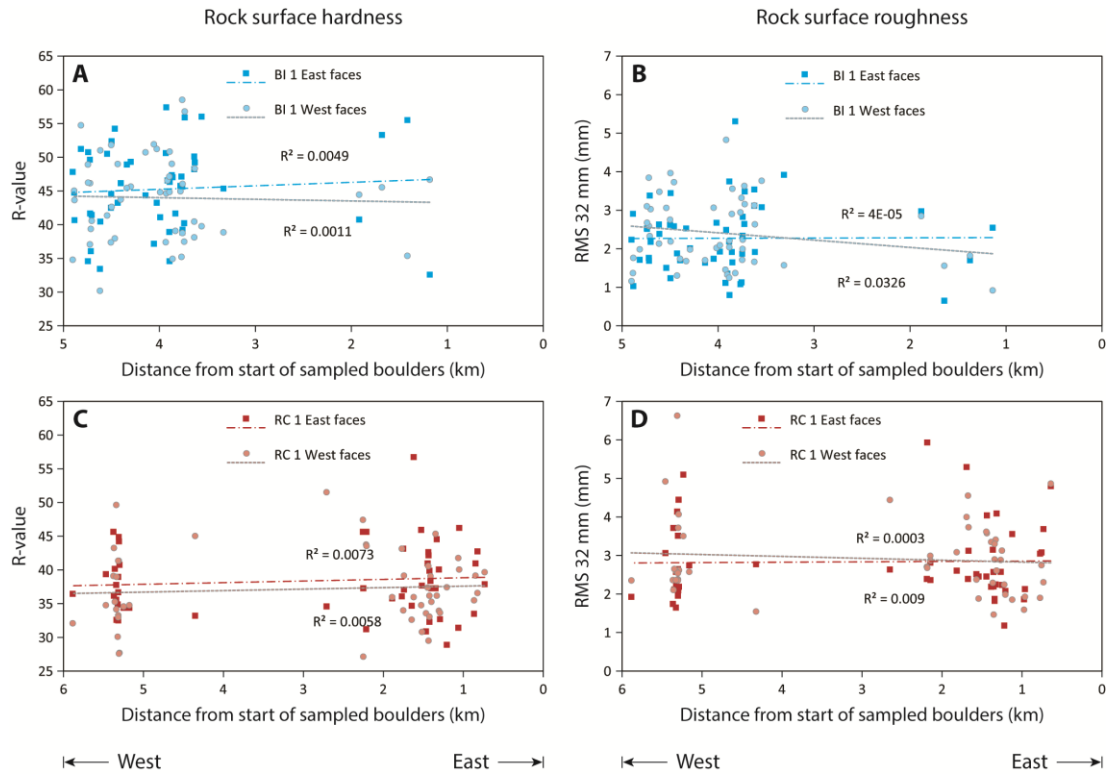 Rock surface hardness
Rock surface roughness
A
65
60
55
50
45
40
35
30
25
R-value
BI 1 East faces
BI 1 West faces
R² = 0.0049
R² = 0.0011
5 4 3 2 1 0
Distance from start of sampled boulders (km)
B
7
6
5
4
3
2
1
0
RMS 32 mm (mm)
BI 1 East faces
BI 1 West faces
R² = 4E-05
R² = 0.0326
5 4 3 2 1 0
Distance from start of sampled boulders (km)
C
65
60
55
50
45
40
35
30
25
R-value
RC 1 East faces
RC 1 West faces
R² = 0.0073
R² = 0.0058
6 5 4 3 2 1 0
Distance from start of sampled boulders (km)
D
7
6
5
4
3
2
1
0
RMS 32 mm (mm)
RC 1 East faces
RC 1 West faces
R² = 0.0003
R² = 0.009
6 5 4 3 2 1 0
Distance from start of sampled boulders (km)
West East
West East